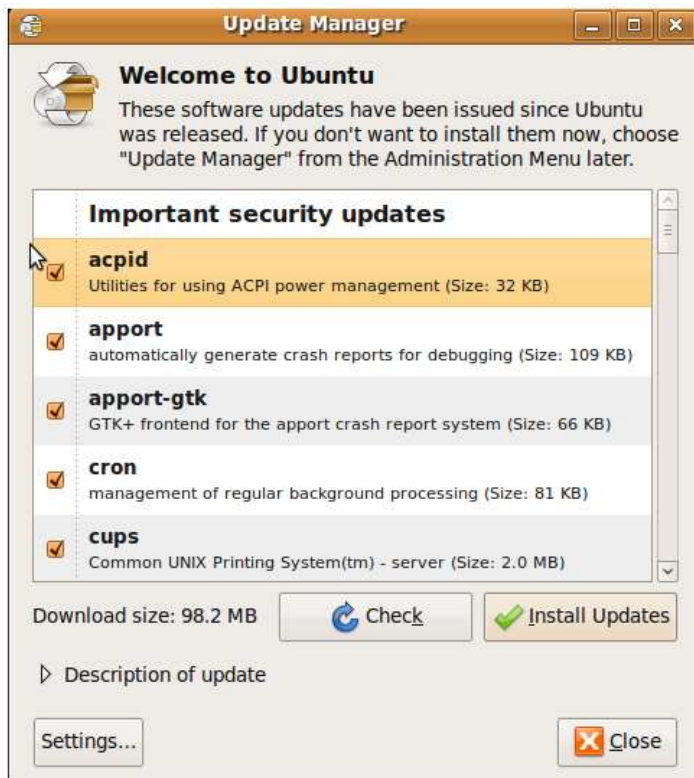 Update Manager
Welcome to Ubuntu
These software updates have been issued since Ubuntu
was released. If you don't want to install them now, choose
"Update Manager" from the Administration Menu later.
Important security updates
acpid
Utilities for using ACPI power management (Size: 32 KB)
apport
automatically generate crash reports for debugging (Size: 109 KB)
apport-gtk
GTK+ frontend for the apport crash report system (Size: 66 KB)
cron
management of regular background processing (Size: 81 KB)
cups
Common UNIX Printing System(tm) - server (Size: 2.0 MB)
Download size: 98.2 MB
Check
Install Updates
Description of update
Settings...
Close